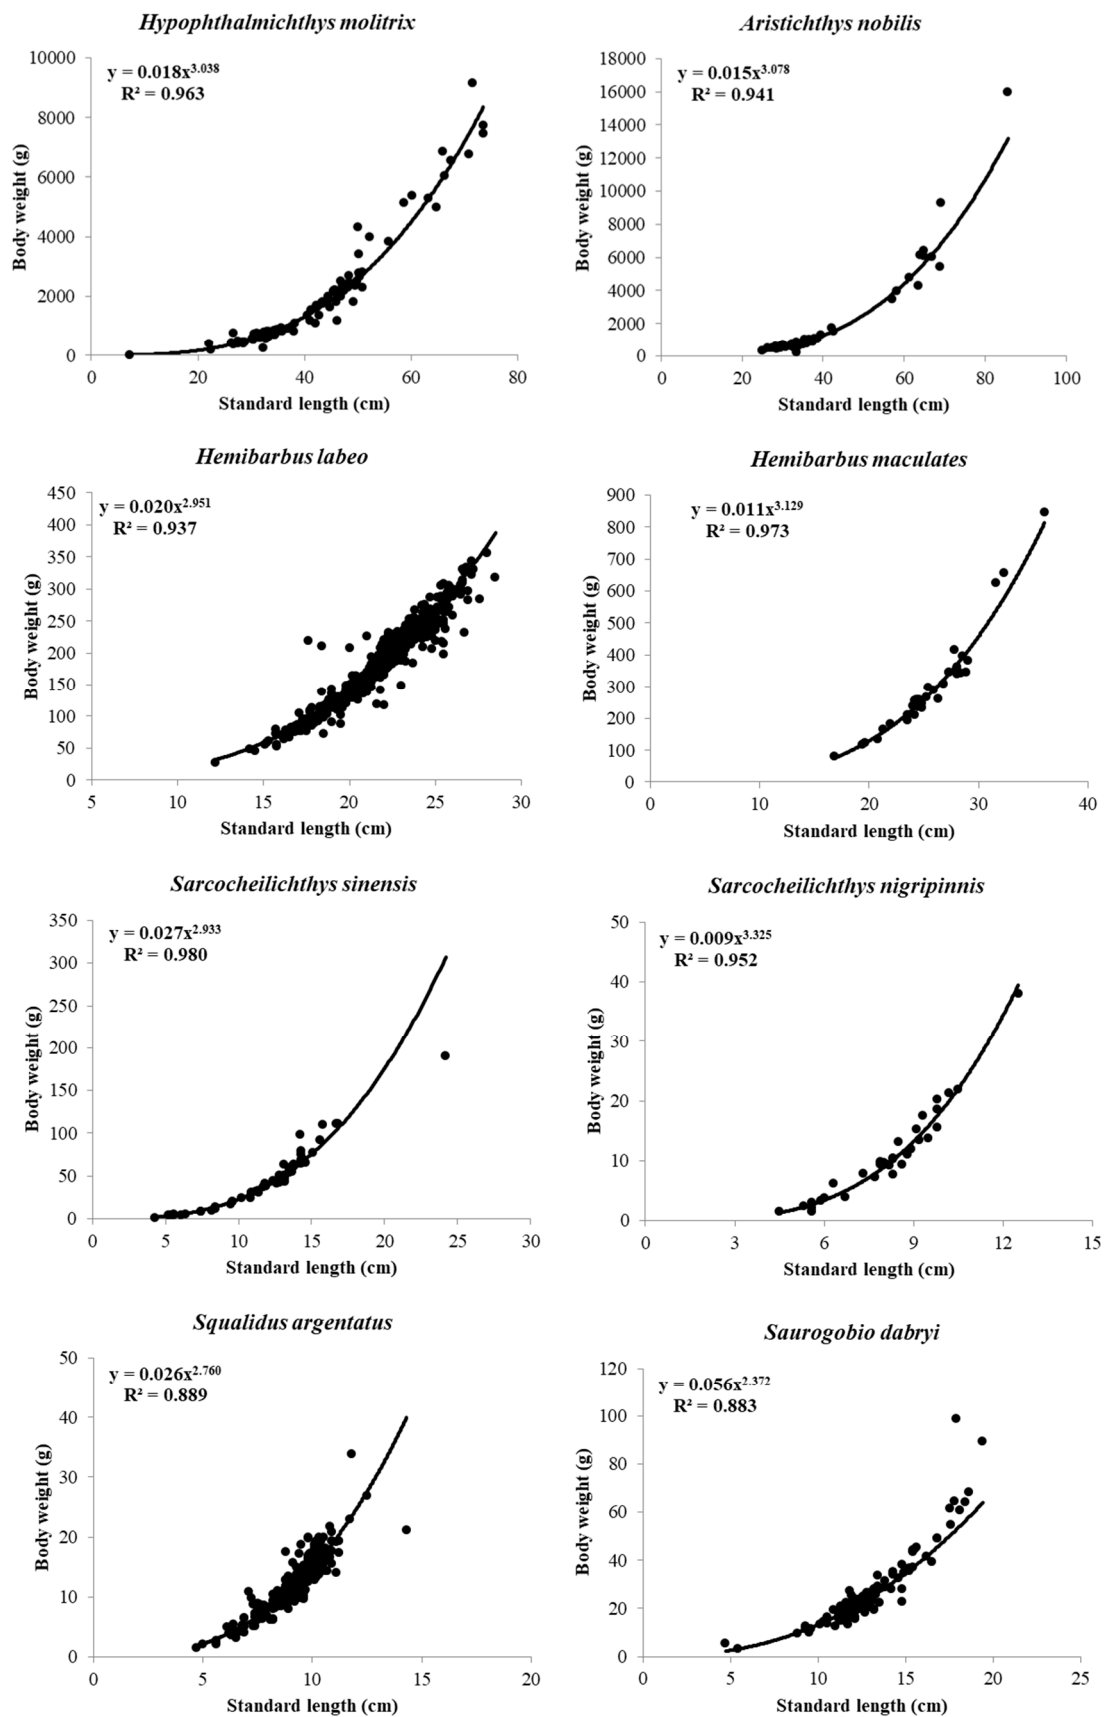 Hypophthalmichthys molitrix
y = 0.018x^3.038
R² = 0.963
10000
8000
6000
4000
2000
0
Body weight (g)
0 20 40 60 80
Standard length (cm)
Aristichthys nobilis
y = 0.015x^3.078
R² = 0.941
18000
16000
14000
12000
10000
8000
6000
4000
2000
0
Body weight (g)
0 20 40 60 80 100
Standard length (cm)
Hemibarbus labeo
y = 0.020x^2.951
R² = 0.937
450
400
350
300
250
200
150
100
50
0
Body weight (g)
5 10 15 20 25 30
Standard length (cm)
Hemibarbus maculates
y = 0.011x^3.129
R² = 0.973
900
800
700
600
500
400
300
200
100
0
Body weight (g)
0 10 20 30 40
Standard length (cm)
Sarcocheilichthys sinensis
y = 0.027x^2.933
R² = 0.980
350
300
250
200
150
100
50
0
Body weight (g)
0 5 10 15 20 25 30
Standard length (cm)
Sarcocheilichthys nigripinnis
y = 0.009x^3.325
R² = 0.952
50
40
30
20
10
0
Body weight (g)
0 3 6 9 12 15
Standard length (cm)
Squalidus argentatus
y = 0.026x^2.760
R² = 0.889
50
40
30
20
10
0
Body weight (g)
0 5 10 15 20
Standard length (cm)
Saurogobio dabryi
y = 0.056x^2.372
R² = 0.883
120
100
80
60
40
20
0
Body weight (g)
0 5 10 15 20 25
Standard length (cm)